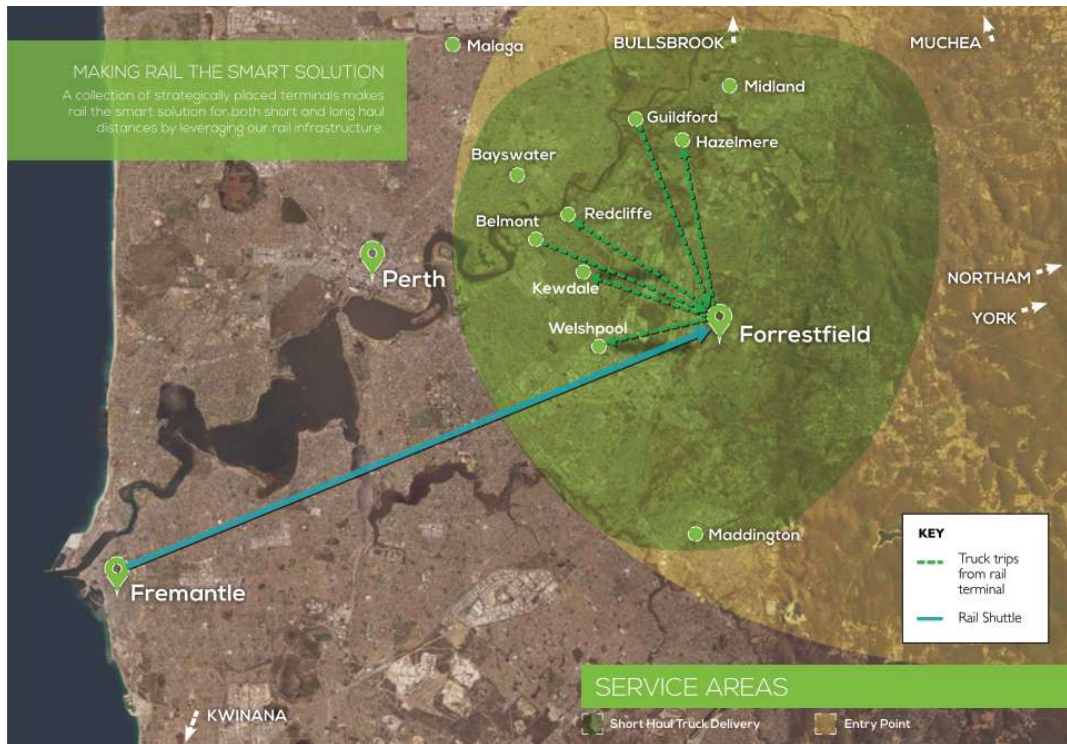 MAKING RAIL THE SMART SOLUTION
A collection of strategically placed terminals makes
rail the smart solution for both short and long haul
distances by leveraging our rail infrastructure.
Malaga
BULLSBROOK
MUCHEA
Midland
Guildford
Hazelmere
Bayswater
Redcliffe
Belmont
Perth
Kewdale
NORTHAM
YORK
Welshpool
Forrestfield
Maddington
Fremantle
KWINANA
KEY
Truck trips
from rail
terminal
Rail Shuttle
SERVICE AREAS
Short Haul Truck Delivery
Entry Point